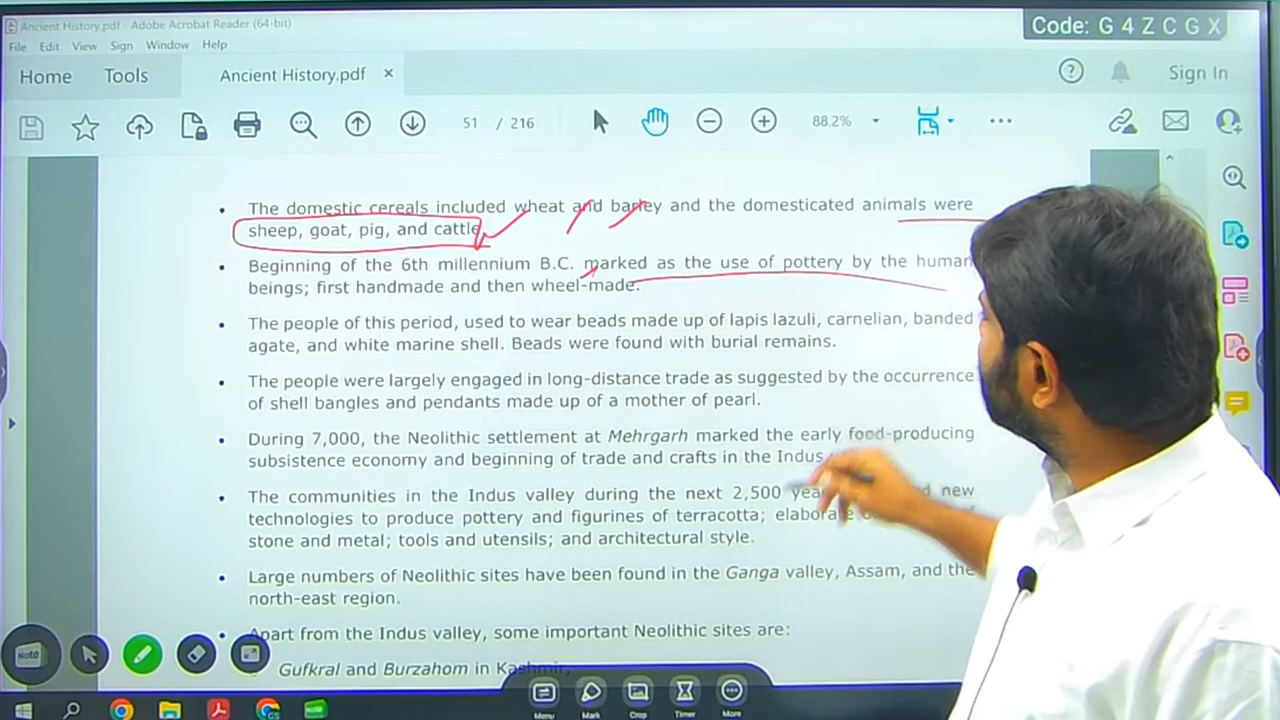 Ancient History.pdf - Adobe Acrobat Reader (64-bit)
Code: G 4 Z C G X
File Edit View Sign Window Help
Home Tools Ancient History.pdf × Sign In
51 / 216 88.2%
• The domestic cereals included wheat and barley and the domesticated animals were
sheep, goat, pig, and cattle
• Beginning of the 6th millennium B.C. marked as the use of pottery by the human
beings; first handmade and then wheel-made.
• The people of this period, used to wear beads made up of lapis lazuli, carnelian, banded
agate, and white marine shell. Beads were found with burial remains.
• The people were largely engaged in long-distance trade as suggested by the occurrence
of shell bangles and pendants made up of a mother of pearl.
• During 7,000, the Neolithic settlement at Mehrgarh marked the early food-producing
subsistence economy and beginning of trade and crafts in the Indus
• The communities in the Indus valley during the next 2,500 new
technologies to produce pottery and figurines of terracotta;
stone and metal; tools and utensils; and architectural style.
• Large numbers of Neolithic sites have been found in the Ganga valley, Assam, and the
north-east region.
• Apart from the Indus valley, some important Neolithic sites are:
Gufkral and Burzahom in Kashmir,
Note
Menu Mark Crop Timer More